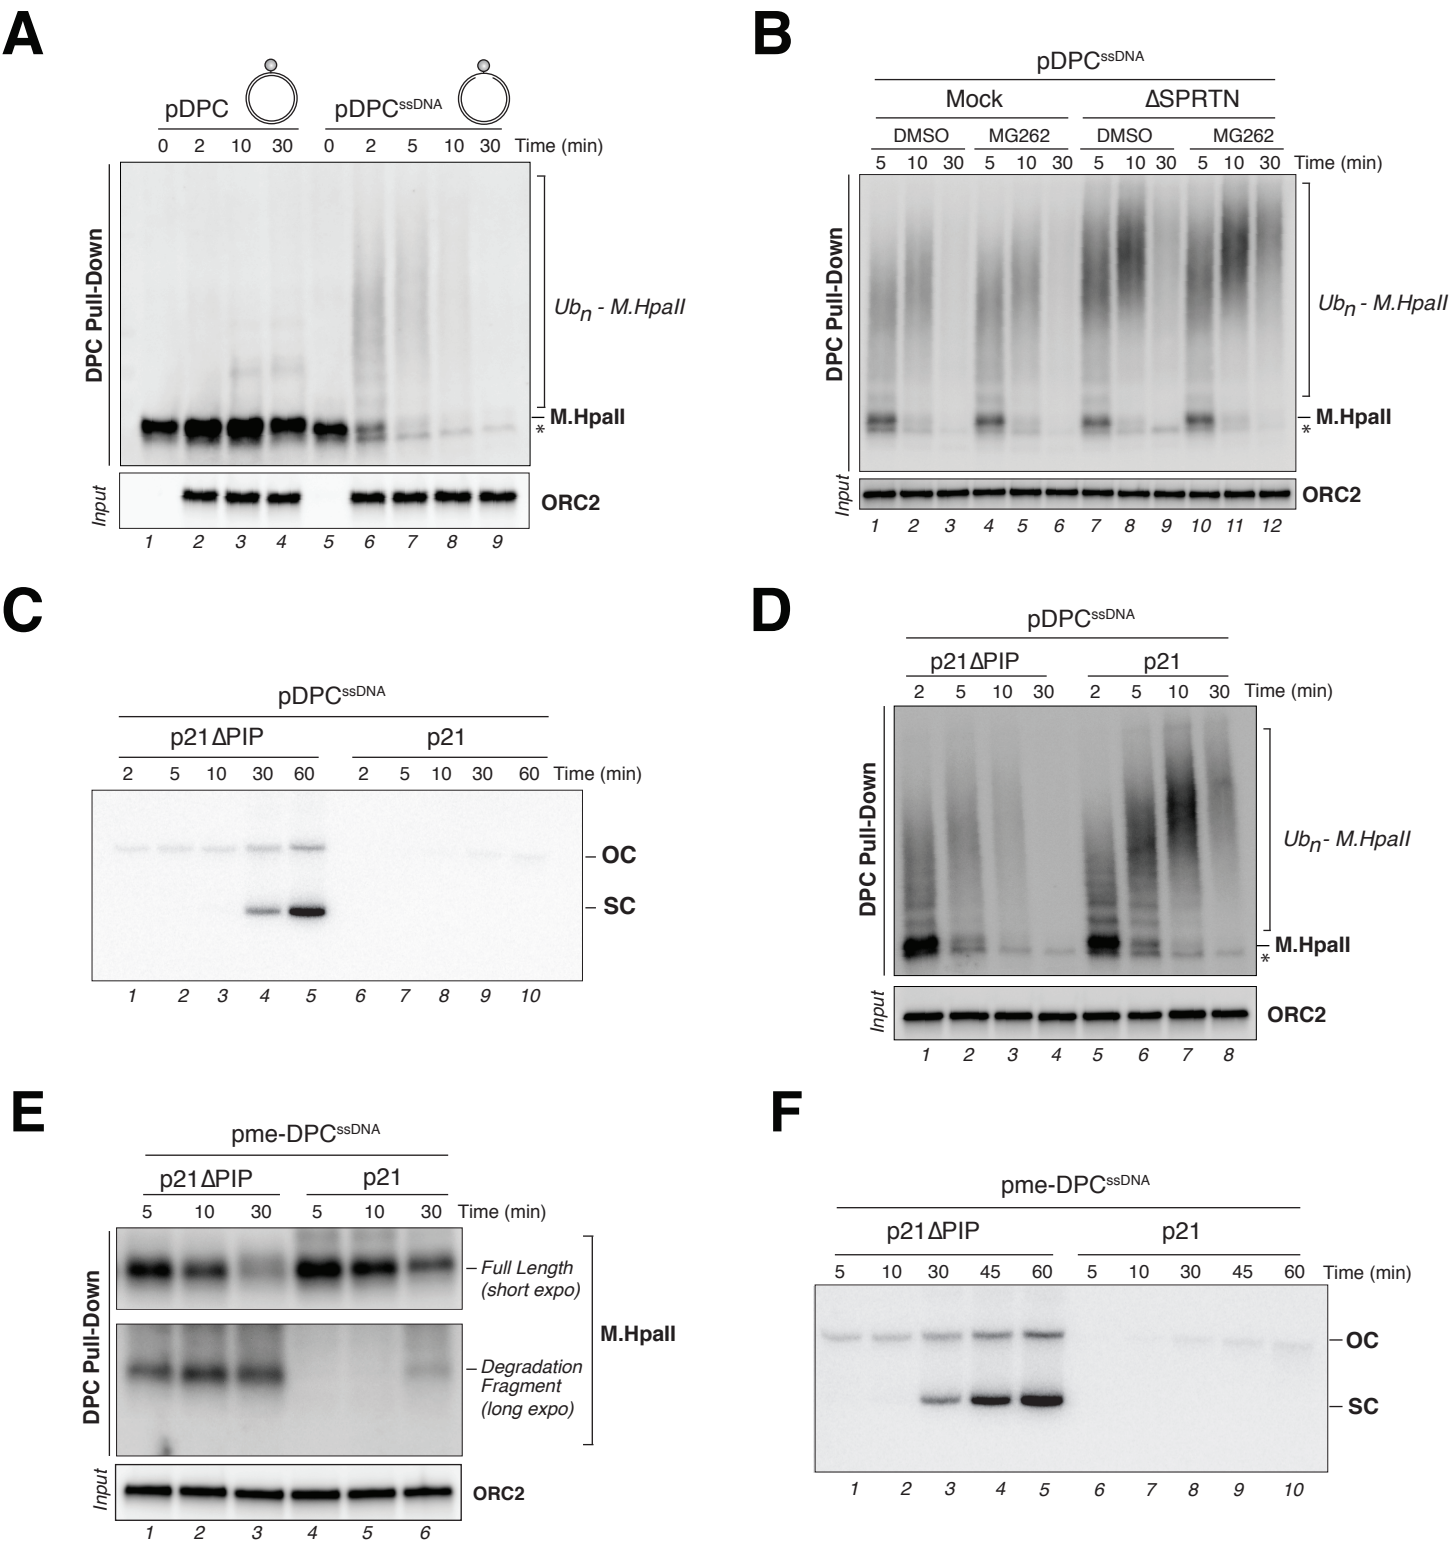 A
pDPC pDPCssDNA
0 2 10 30 0 2 5 10 30 Time (min)
DPC Pull-Down
Ubn - M.HpaII
M.HpaII
*
Input
ORC2
1 2 3 4 5 6 7 8 9
B
pDPCssDNA
Mock ΔSPRTN
DMSO MG262 DMSO MG262
5 10 30 5 10 30 5 10 30 5 10 30 Time (min)
DPC Pull-Down
Ubn - M.HpaII
M.HpaII
*
Input
ORC2
1 2 3 4 5 6 7 8 9 10 11 12
C
pDPCssDNA
p21ΔPIP p21
2 5 10 30 60 2 5 10 30 60 Time (min)
OC
SC
1 2 3 4 5 6 7 8 9 10
D
pDPCssDNA
p21ΔPIP p21
2 5 10 30 2 5 10 30 Time (min)
DPC Pull-Down
Ubn- M.HpaII
M.HpaII
*
Input
ORC2
1 2 3 4 5 6 7 8
E
pme-DPCssDNA
p21ΔPIP p21
5 10 30 5 10 30 Time (min)
DPC Pull-Down
Full Length
(short expo)
M.HpaII
Degradation
Fragment
(long expo)
Input
ORC2
1 2 3 4 5 6
F
pme-DPCssDNA
p21ΔPIP p21
5 10 30 45 60 5 10 30 45 60 Time (min)
OC
SC
1 2 3 4 5 6 7 8 9 10